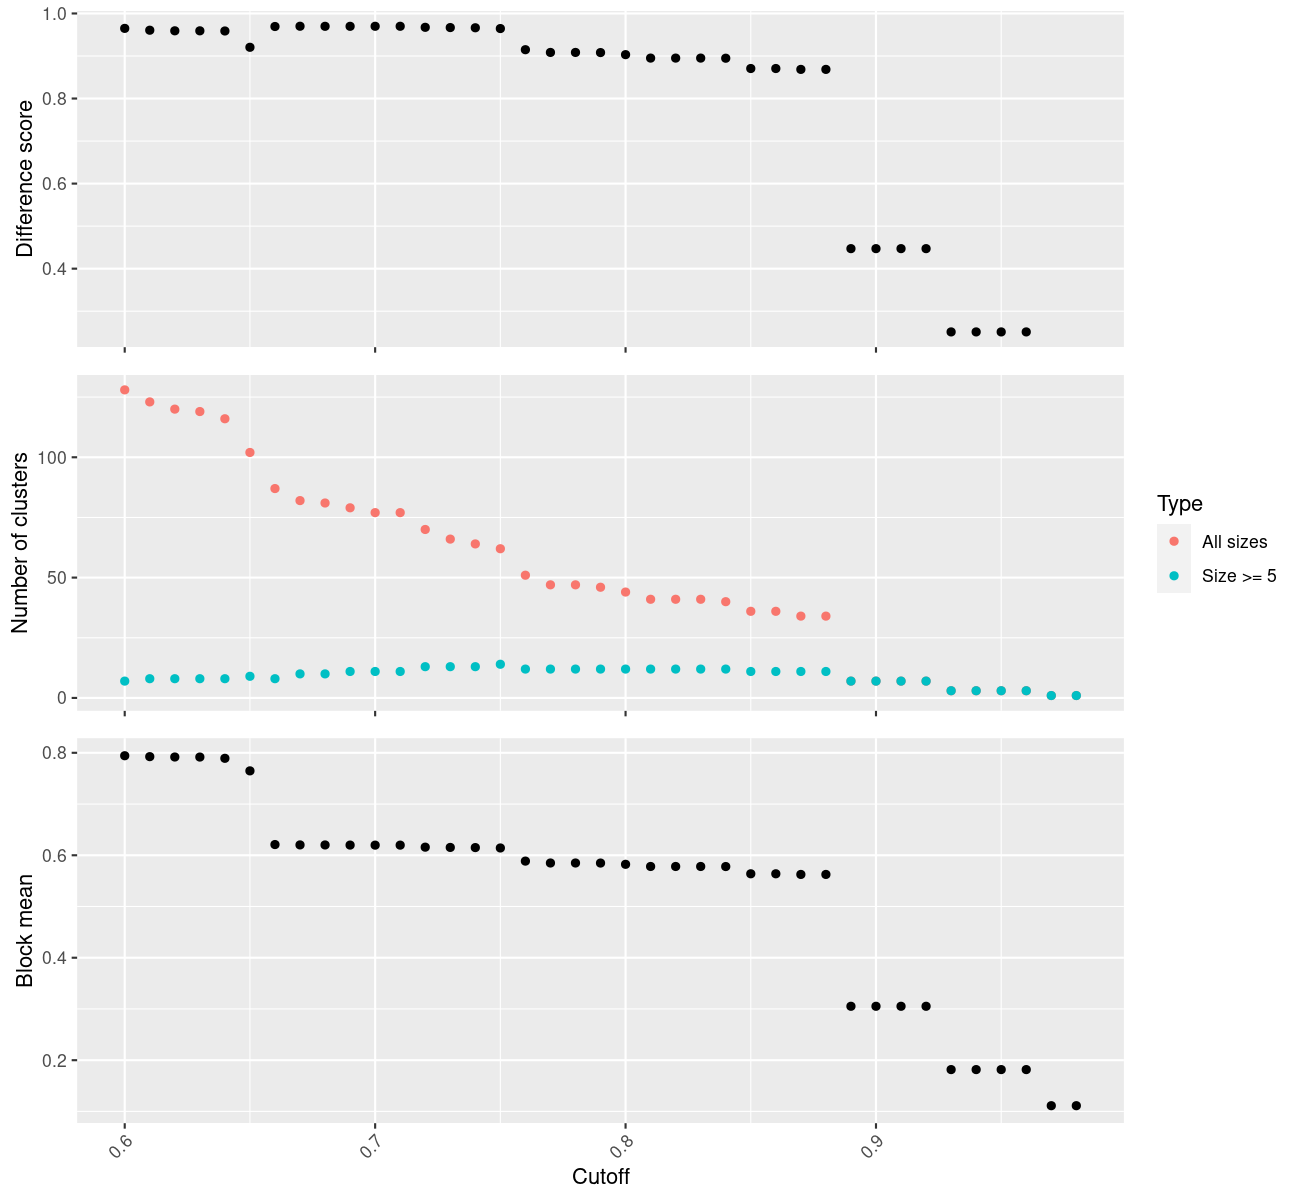 1.0
0.8
0.6
0.4
Difference score
100
50
0
Number of clusters
Type
All sizes
Size >= 5
0.8
0.6
0.4
0.2
Block mean
0.6
0.7
0.8
0.9
Cutoff